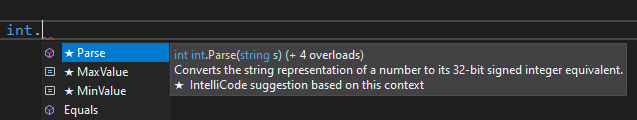 int.
★ Parse
★ MaxValue
★ MinValue
Equals
int int.Parse(string s) (+ 4 overloads)
Converts the string representation of a number to its 32-bit signed integer equivalent.
★ IntelliCode suggestion based on this context